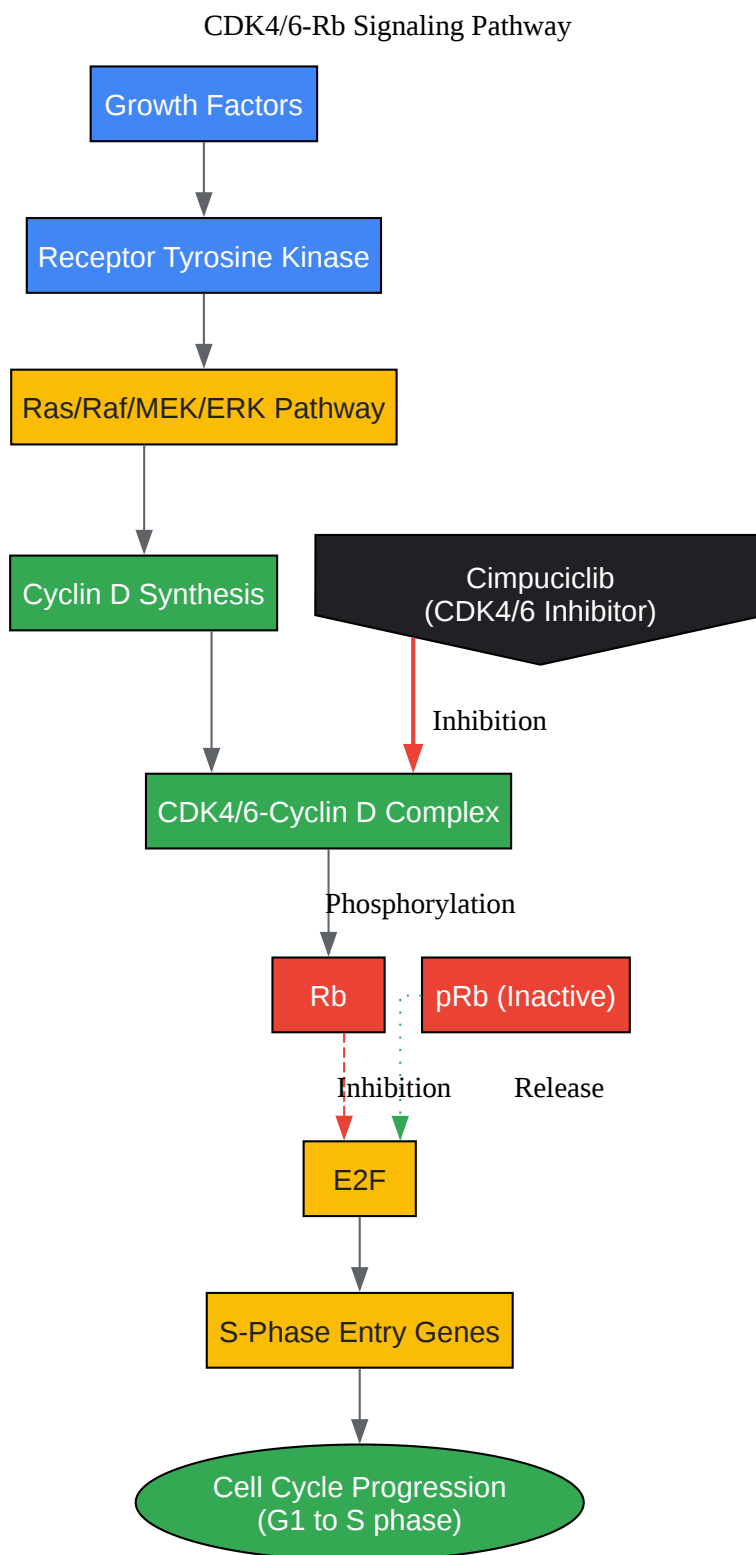 CDK4/6-Rb Signaling Pathway
Growth Factors
Receptor Tyrosine Kinase
Ras/Raf/MEK/ERK Pathway
Cyclin D Synthesis
Cimpuciclib
(CDK4/6 Inhibitor)
Inhibition
CDK4/6-Cyclin D Complex
Phosphorylation
Rb
pRb (Inactive)
Inhibition
Release
E2F
S-Phase Entry Genes
Cell Cycle Progression
(G1 to S phase)